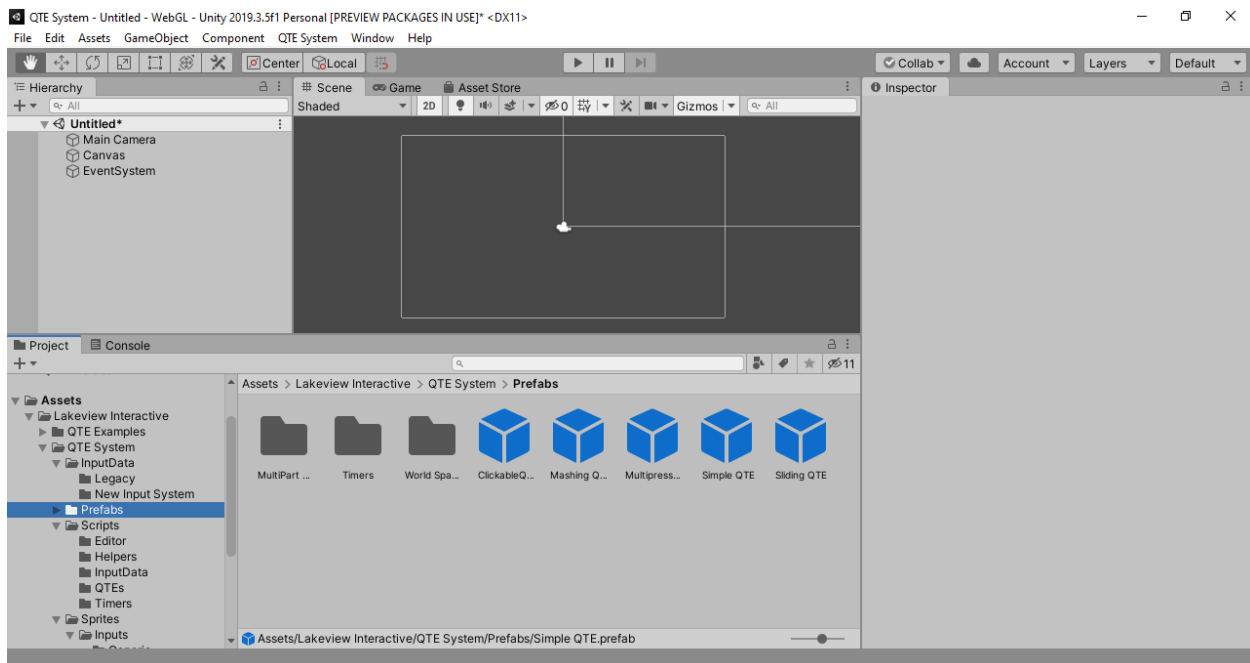 QTE System - Untitled - WebGL - Unity 2019.3.5f1 Personal [PREVIEW PACKAGES IN USE]* <DX11>
File Edit Assets GameObject Component QTE System Window Help
Center Local Collab Account Layers Default
Hierarchy Scene Game Asset Store Inspector
All Shaded 2D 0 Gizmos All
Untitled*
Main Camera
Canvas
EventSystem
Project Console
11
Assets > Lakeview Interactive > QTE System > Prefabs
Assets
Lakeview Interactive
QTE Examples
QTE System
InputData
Legacy
New Input System
Prefabs
Scripts
Editor
Helpers
InputData
QTEs
Timers
Sprites
Inputs
MultiPart ... Timers World Spa... ClickableQ... Mashing Q... Multipress... Simple QTE Sliding QTE
Assets/Lakeview Interactive/QTE System/Prefabs/Simple QTE.prefab